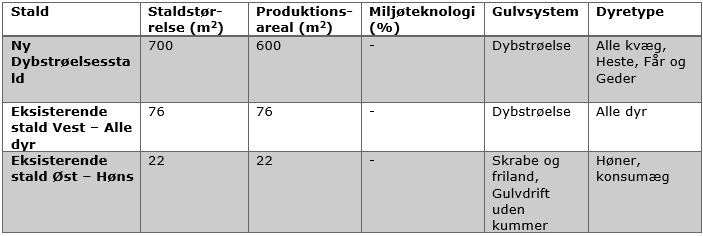 Stald Staldstør- Produktions- Miljøteknologi Gulvsystem Dyretype
relse (m²) areal (m²) (%)
Ny 700 600 - Dybstrøelse Alle kvæg,
Dybstrøelsessta Heste, Får og
ld Geder
Eksisterende 76 76 - Dybstrøelse Alle dyr
stald Vest – Alle
dyr
Eksisterende 22 22 - Skrabe og Høner,
stald Øst – Høns friland, konsumæg
Gulvdrift
uden
kummer